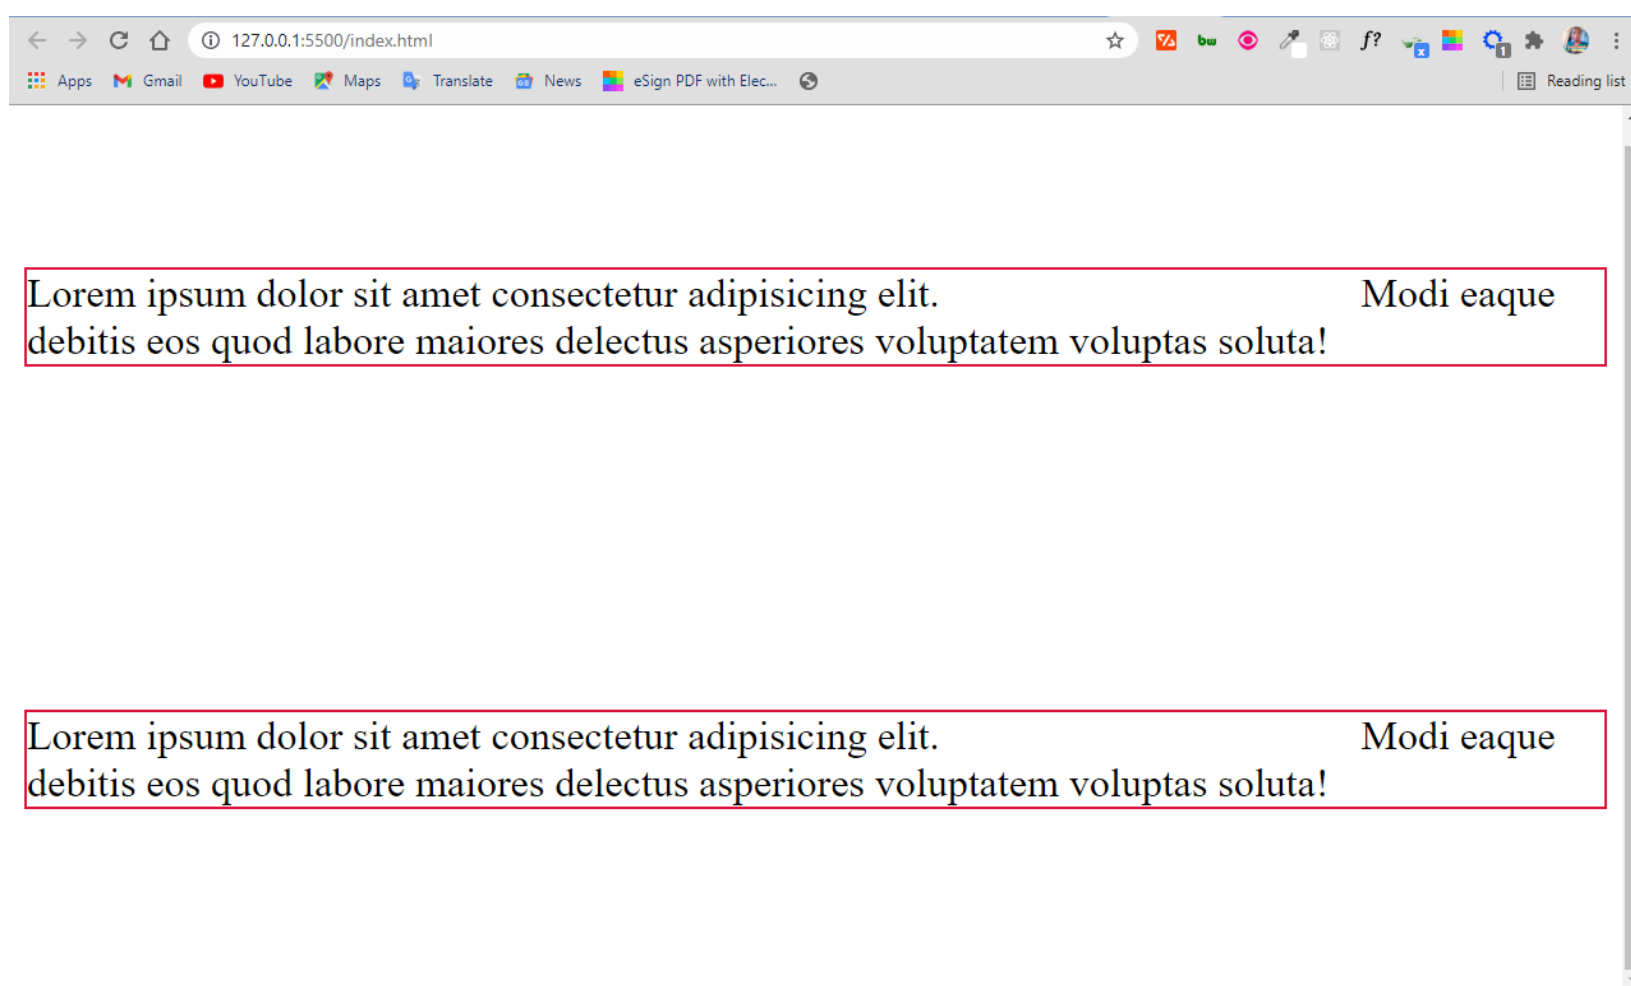 127.0.0.1:5500/index.html
bw
f?
x
1
Apps Gmail YouTube Maps Translate News eSign PDF with Elec... Reading list
Lorem ipsum dolor sit amet consectetur adipisicing elit. Modi eaque
debitis eos quod labore maiores delectus asperiores voluptatem voluptas soluta!
Lorem ipsum dolor sit amet consectetur adipisicing elit. Modi eaque
debitis eos quod labore maiores delectus asperiores voluptatem voluptas soluta!